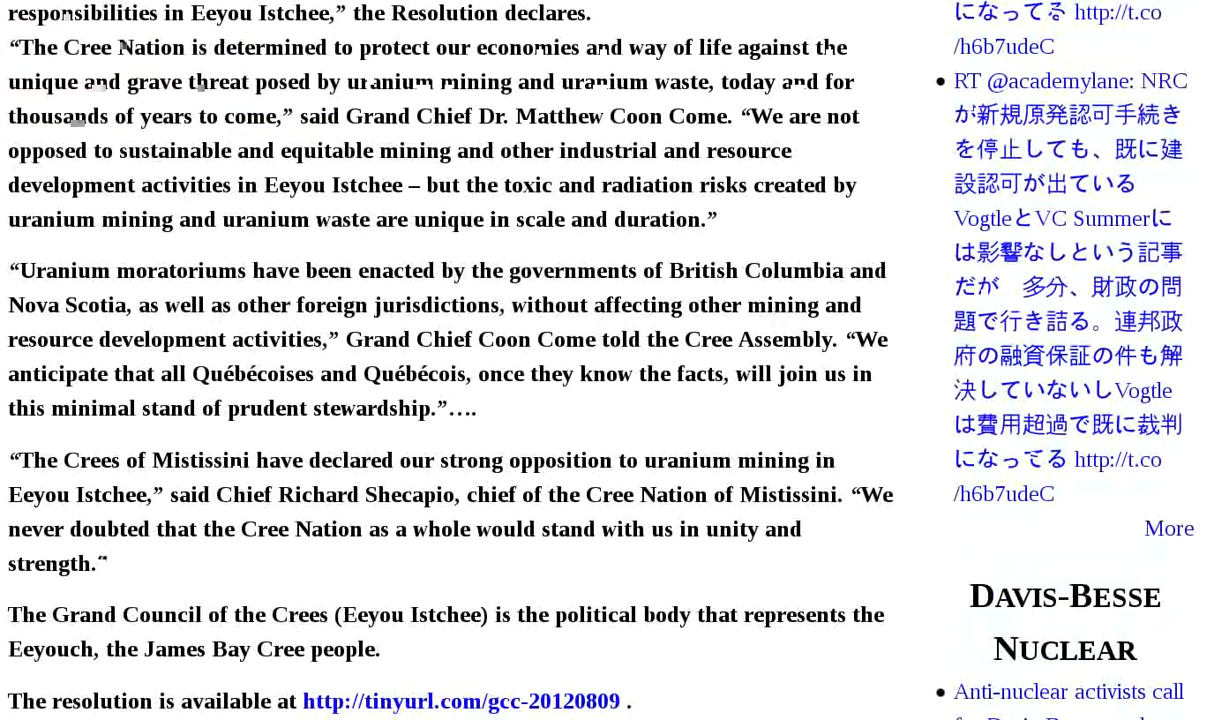 responsibilities in Eeyou Istchee,” the Resolution declares.
“The Cree Nation is determined to protect our economies and way of life against the
unique and grave threat posed by uranium mining and uranium waste, today and for
thousands of years to come,” said Grand Chief Dr. Matthew Coon Come. “We are not
opposed to sustainable and equitable mining and other industrial and resource
development activities in Eeyou Istchee – but the toxic and radiation risks created by
uranium mining and uranium waste are unique in scale and duration.”
“Uranium moratoriums have been enacted by the governments of British Columbia and
Nova Scotia, as well as other foreign jurisdictions, without affecting other mining and
resource development activities,” Grand Chief Coon Come told the Cree Assembly. “We
anticipate that all Québécoises and Québécois, once they know the facts, will join us in
this minimal stand of prudent stewardship.”….
“The Crees of Mistissini have declared our strong opposition to uranium mining in
Eeyou Istchee,” said Chief Richard Shecapio, chief of the Cree Nation of Mistissini. “We
never doubted that the Cree Nation as a whole would stand with us in unity and
strength.“
The Grand Council of the Crees (Eeyou Istchee) is the political body that represents the
Eeyouch, the James Bay Cree people.
The resolution is available at http://tinyurl.com/gcc-20120809 .
になってる http://t.co
/h6b7udeC
• RT @academylane: NRC
が新規原発認可手続き
を停止しても、既に建
設認可が出ている
VogtleとVC Summerに
は影響なしという記事
だが　多分、財政の問
題で行き詰る。連邦政
府の融資保証の件も解
決していないしVogtle
は費用超過で既に裁判
になってる http://t.co
/h6b7udeC
More
DAVIS-BESSE
NUCLEAR
• Anti-nuclear activists call